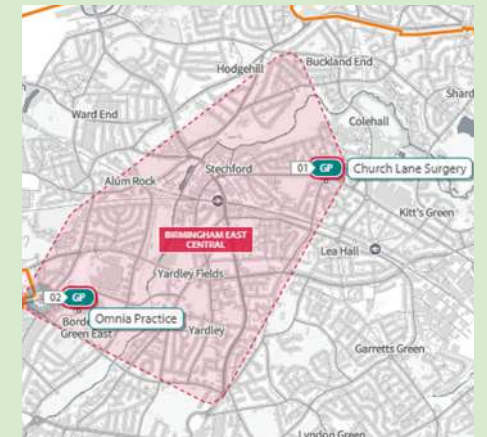 Buckland End
Hodgehill
Shard
Ward End
Colehall
Stechford
01 GP Church Lane Surgery
Alum Rock
Kitt's Green
BIRMINGHAM EAST
CENTRAL
Lea Hall
Yardley Fields
02 GP
Omnia Practice
Green East
Yardley
Garretts Green
Lyndon Green